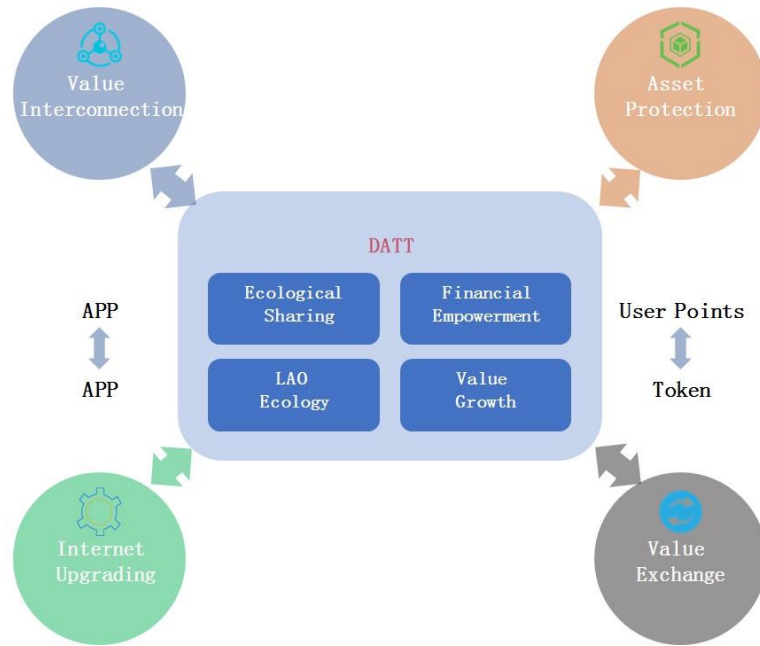 Value
Interconnection
Asset
Protection
DATT
Ecological
Sharing
Financial
Empowerment
APP
User Points
LAO
Ecology
Value
Growth
APP
Token
Internet
Upgrading
Value
Exchange